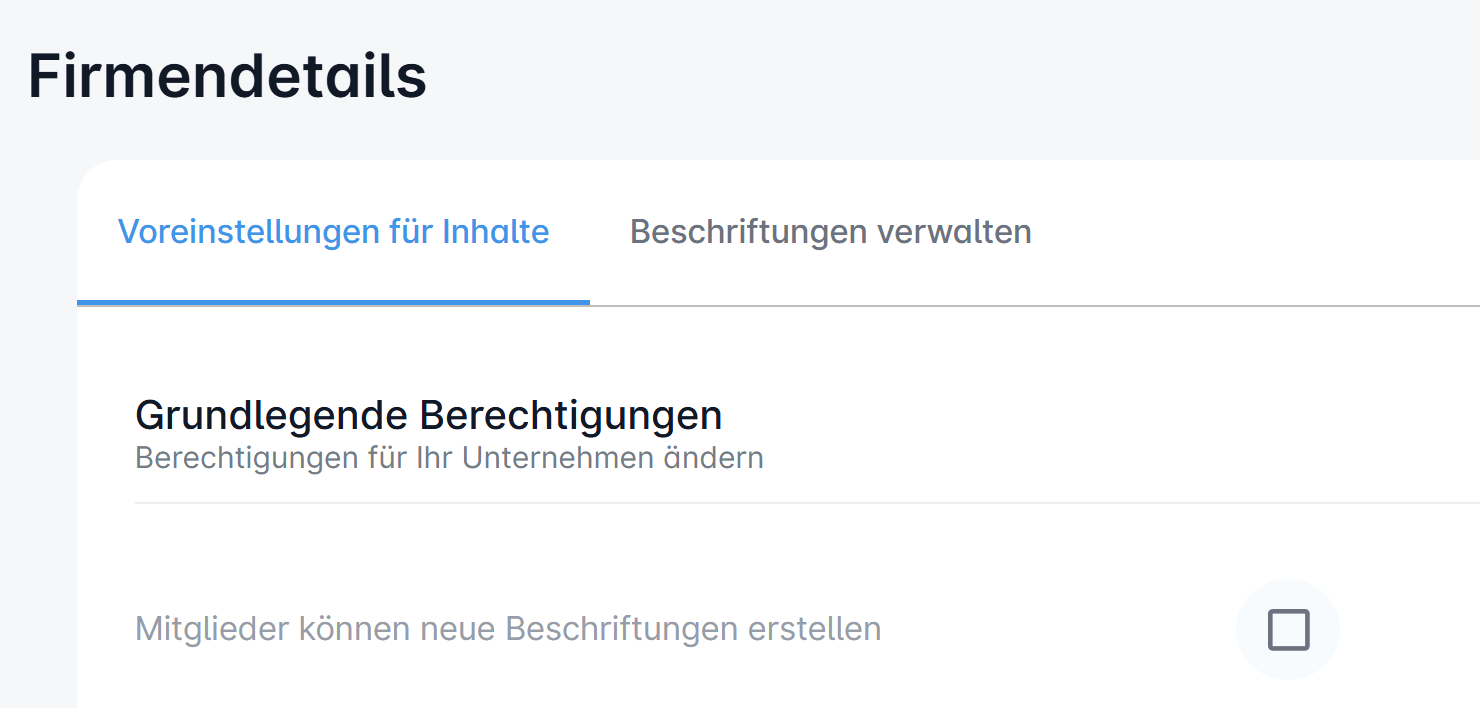 Firmendetails
Voreinstellungen für Inhalte
Beschriftungen verwalten
Grundlegende Berechtigungen
Berechtigungen für Ihr Unternehmen ändern
Mitglieder können neue Beschriftungen erstellen